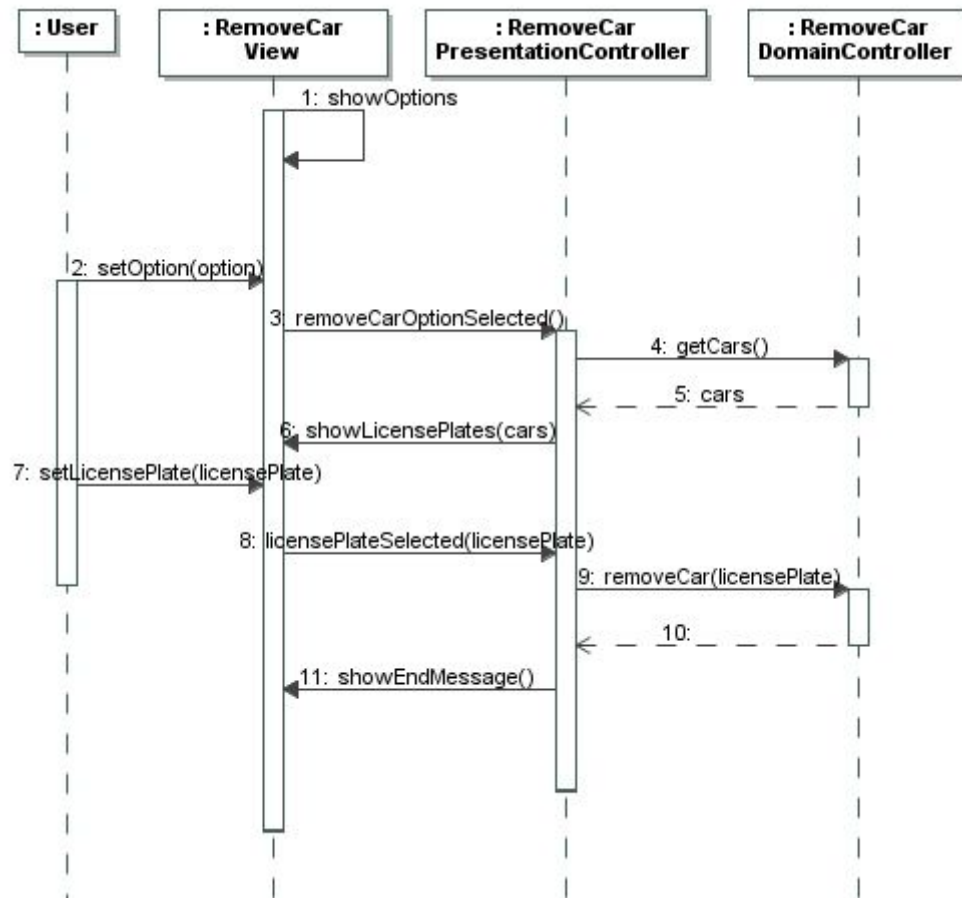 : User
: RemoveCar
View
: RemoveCar
PresentationController
: RemoveCar
DomainController
1: showOptions
2: setOption(option)
3: removeCarOptionSelected()
4: getCars()
5: cars
6: showLicensePlates(cars)
7: setLicensePlate(licensePlate)
8: licensePlateSelected(licensePlate)
9: removeCar(licensePlate)
10:
11: showEndMessage()